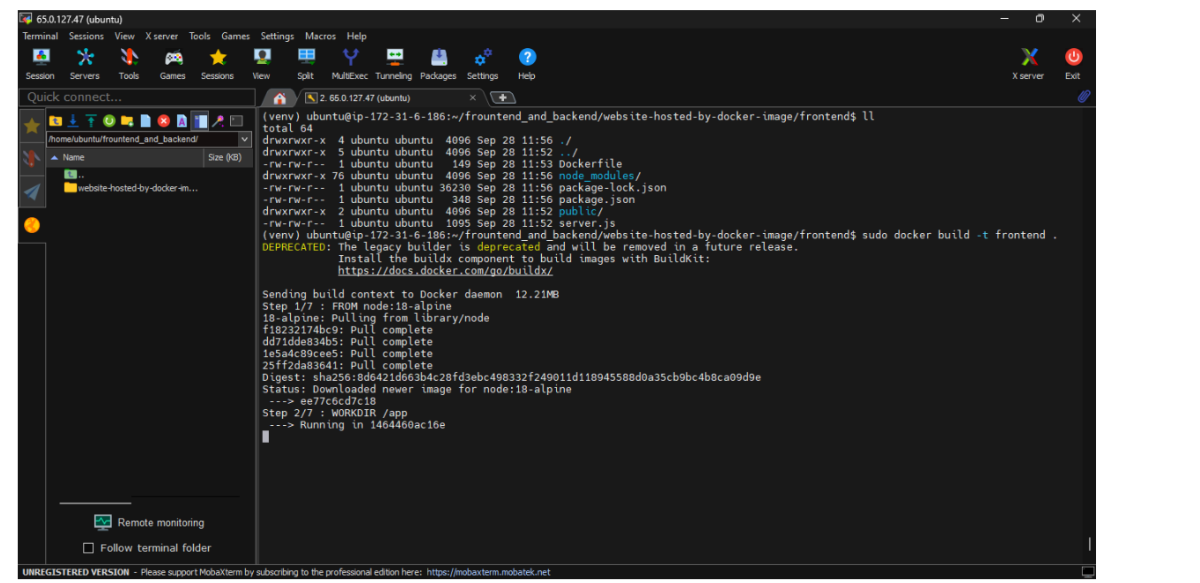 65.0.127.47 (ubuntu)
Terminal Sessions View X server Tools Games Settings Macros Help
Session Servers Tools Games Sessions View Split MultiExec Tunneling Packages Settings Help X server Exit
Quick connect...
2. 65.0.127.47 (ubuntu)
/home/ubuntu/frountend_and_backend/
Name Size (KB)
..
website-hosted-by-docker-im...
(venv) ubuntu@ip-172-31-6-186:~/frountend_and_backend/website-hosted-by-docker-image/frontend$ ll
total 64
drwxrwxr-x 4 ubuntu ubuntu 4096 Sep 28 11:56 ./
drwxrwxr-x 5 ubuntu ubuntu 4096 Sep 28 11:52 ../
-rw-rw-r-- 1 ubuntu ubuntu 149 Sep 28 11:53 Dockerfile
drwxrwxr-x 76 ubuntu ubuntu 4096 Sep 28 11:56 node_modules/
-rw-rw-r-- 1 ubuntu ubuntu 36230 Sep 28 11:56 package-lock.json
-rw-rw-r-- 1 ubuntu ubuntu 348 Sep 28 11:56 package.json
drwxrwxr-x 2 ubuntu ubuntu 4096 Sep 28 11:52 public/
-rw-rw-r-- 1 ubuntu ubuntu 1095 Sep 28 11:52 server.js
(venv) ubuntu@ip-172-31-6-186:~/frountend_and_backend/website-hosted-by-docker-image/frontend$ sudo docker build -t frontend .
DEPRECATED: The legacy builder is deprecated and will be removed in a future release.
Install the buildx component to build images with BuildKit:
https://docs.docker.com/go/buildx/
Sending build context to Docker daemon 12.21MB
Step 1/7 : FROM node:18-alpine
18-alpine: Pulling from library/node
f18232174bc9: Pull complete
dd71dde834b5: Pull complete
1e5a4c89cee5: Pull complete
25ff2da83641: Pull complete
Digest: sha256:8d6421d663b4c28fd3ebc498332f249011d118945588d0a35cb9bc4b8ca09d9e
Status: Downloaded newer image for node:18-alpine
---> ee77c6cd7c18
Step 2/7 : WORKDIR /app
---> Running in 1464460ac16e
Remote monitoring
Follow terminal folder
UNREGISTERED VERSION - Please support MobaXterm by subscribing to the professional edition here: https://mobaxterm.mobatek.net